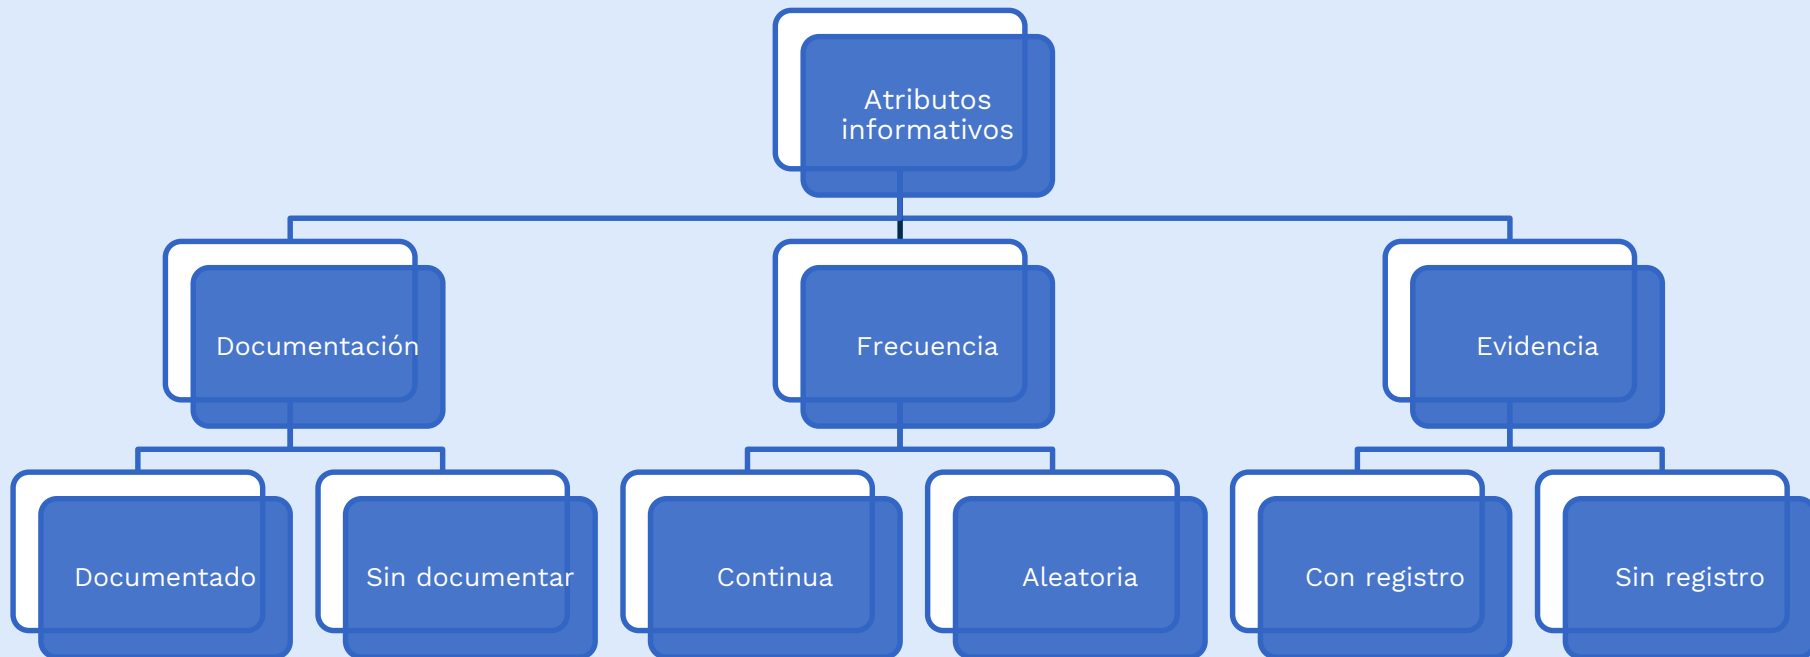 Atributos
informativos
Documentación
Frecuencia
Evidencia
Documentado
Sin documentar
Continua
Aleatoria
Con registro
Sin registro